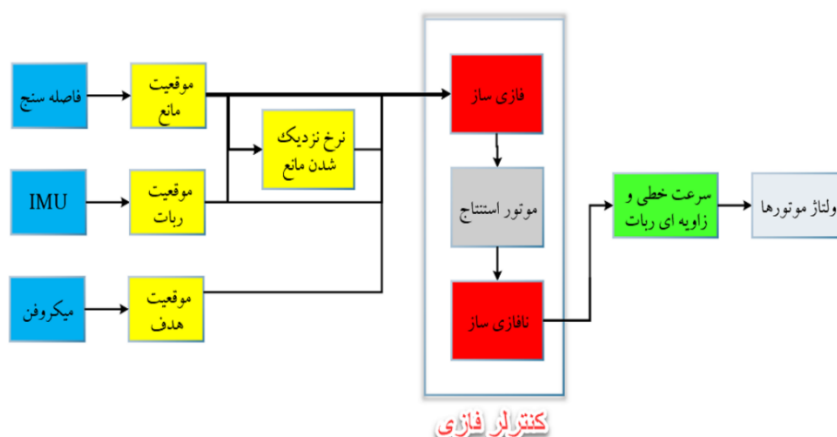 فاصله سنج
موقعیت
مانع
نرخ نزدیك
شدن مانع
IMU
موقعیت
ربات
میکروفن
موقعیت
هدف
فازی ساز
موتور استنتاج
نافازی ساز
سرعت خطی و
زاویه ای ربات
ولتاژ موتورها
کنترلر فازی